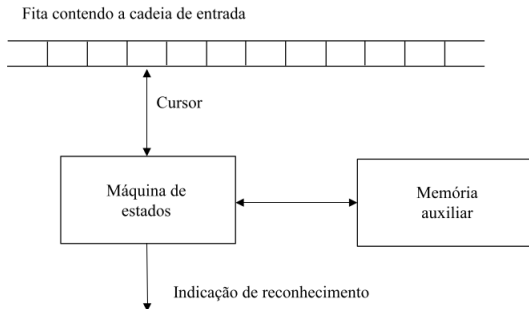 Fita contendo a cadeia de entrada
Cursor
Máquina de
estados
Memória
auxiliar
Indicação de reconhecimento